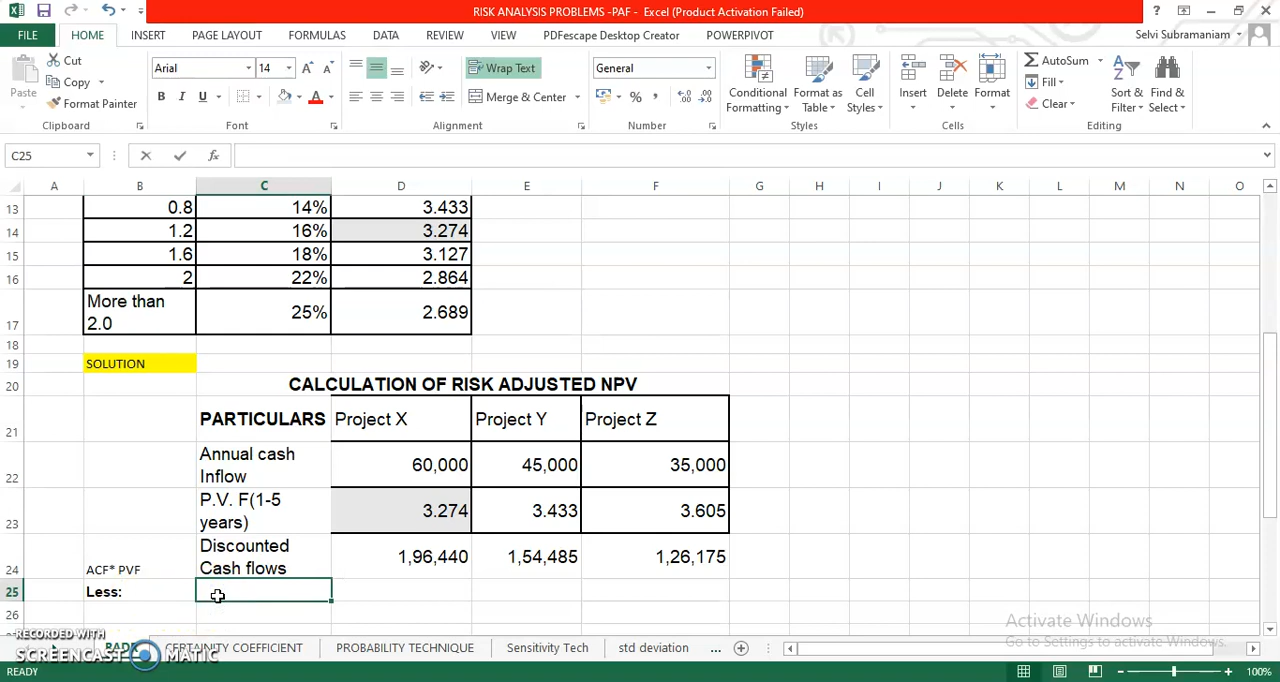 RISK ANALYSIS PROBLEMS -PAF - Excel (Product Activation Failed)
FILE HOME INSERT PAGE LAYOUT FORMULAS DATA REVIEW VIEW PDFescape Desktop Creator POWERPIVOT Selvi Subramaniam
Paste Cut Copy Format Painter
Arial 14
B I U
Wrap Text
Merge & Center
General
Conditional Formatting
Format as Table
Cell Styles
Insert Delete Format
AutoSum
Fill
Clear
Sort & Filter
Find & Select
Clipboard Font Alignment Number Styles Cells Editing
C25 fx
A B C D E F G H I J K L M N O
13 0.8 14% 3.433
14 1.2 16% 3.274
15 1.6 18% 3.127
16 2 22% 2.864
17 More than 2.0 25% 2.689
18
19 SOLUTION
20 CALCULATION OF RISK ADJUSTED NPV
21 PARTICULARS Project X Project Y Project Z
22 Annual cash Inflow 60,000 45,000 35,000
23 P.V. F(1-5 years) 3.274 3.433 3.605
24 ACF* PVF Discounted Cash flows 1,96,440 1,54,485 1,26,175
25 Less:
26
Activate Windows
Go to Settings to activate Windows.
RECORDED WITH
SCREENCAST MATIC
PROBABILITY TECHNIQUE Sensitivity Tech std deviation ...
READY 100%